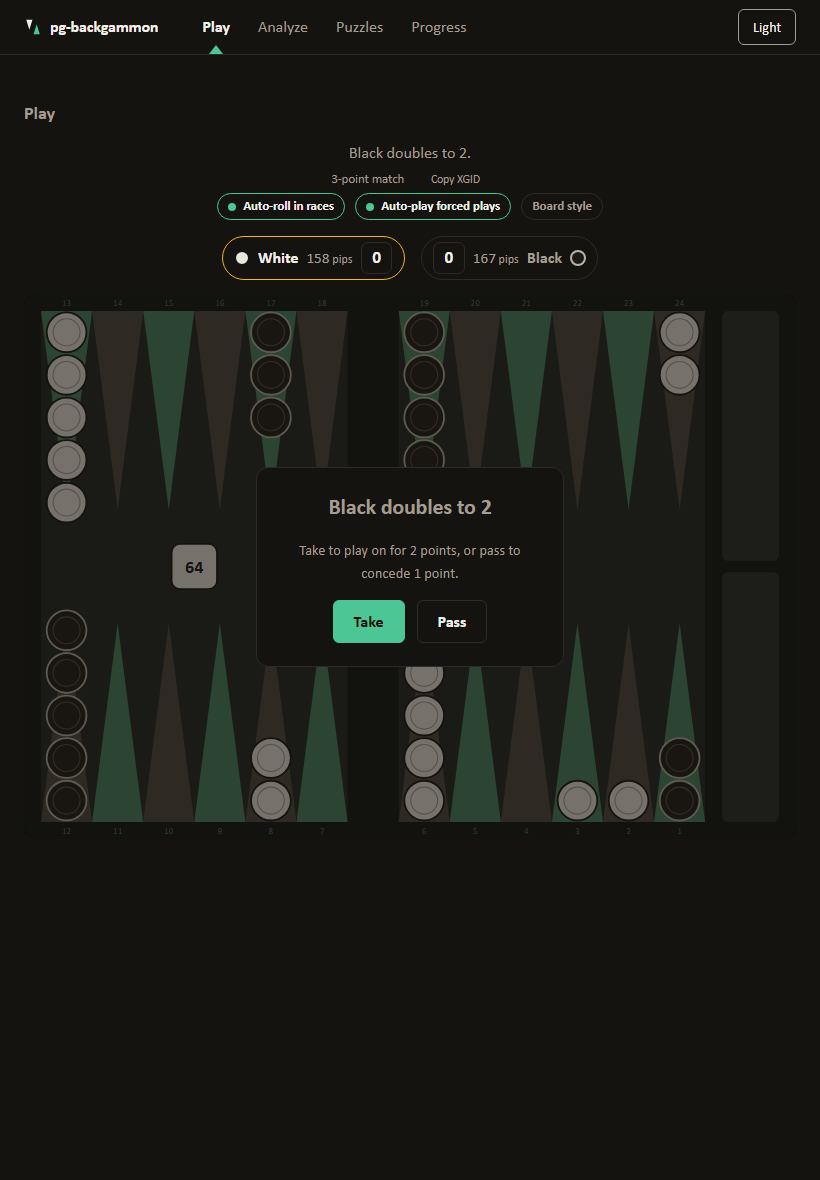 pg-backgammon Play Analyze Puzzles Progress Light
Play
Black doubles to 2.
3-point match Copy XGID
Auto-roll in races Auto-play forced plays Board style
White 158 pips 0 0 167 pips Black
13 14 15 16 17 18 19 20 21 22 23 24
Black doubles to 2
Take to play on for 2 points, or pass to
concede 1 point.
64
Take Pass
12 11 10 9 8 7 6 5 4 3 2 1